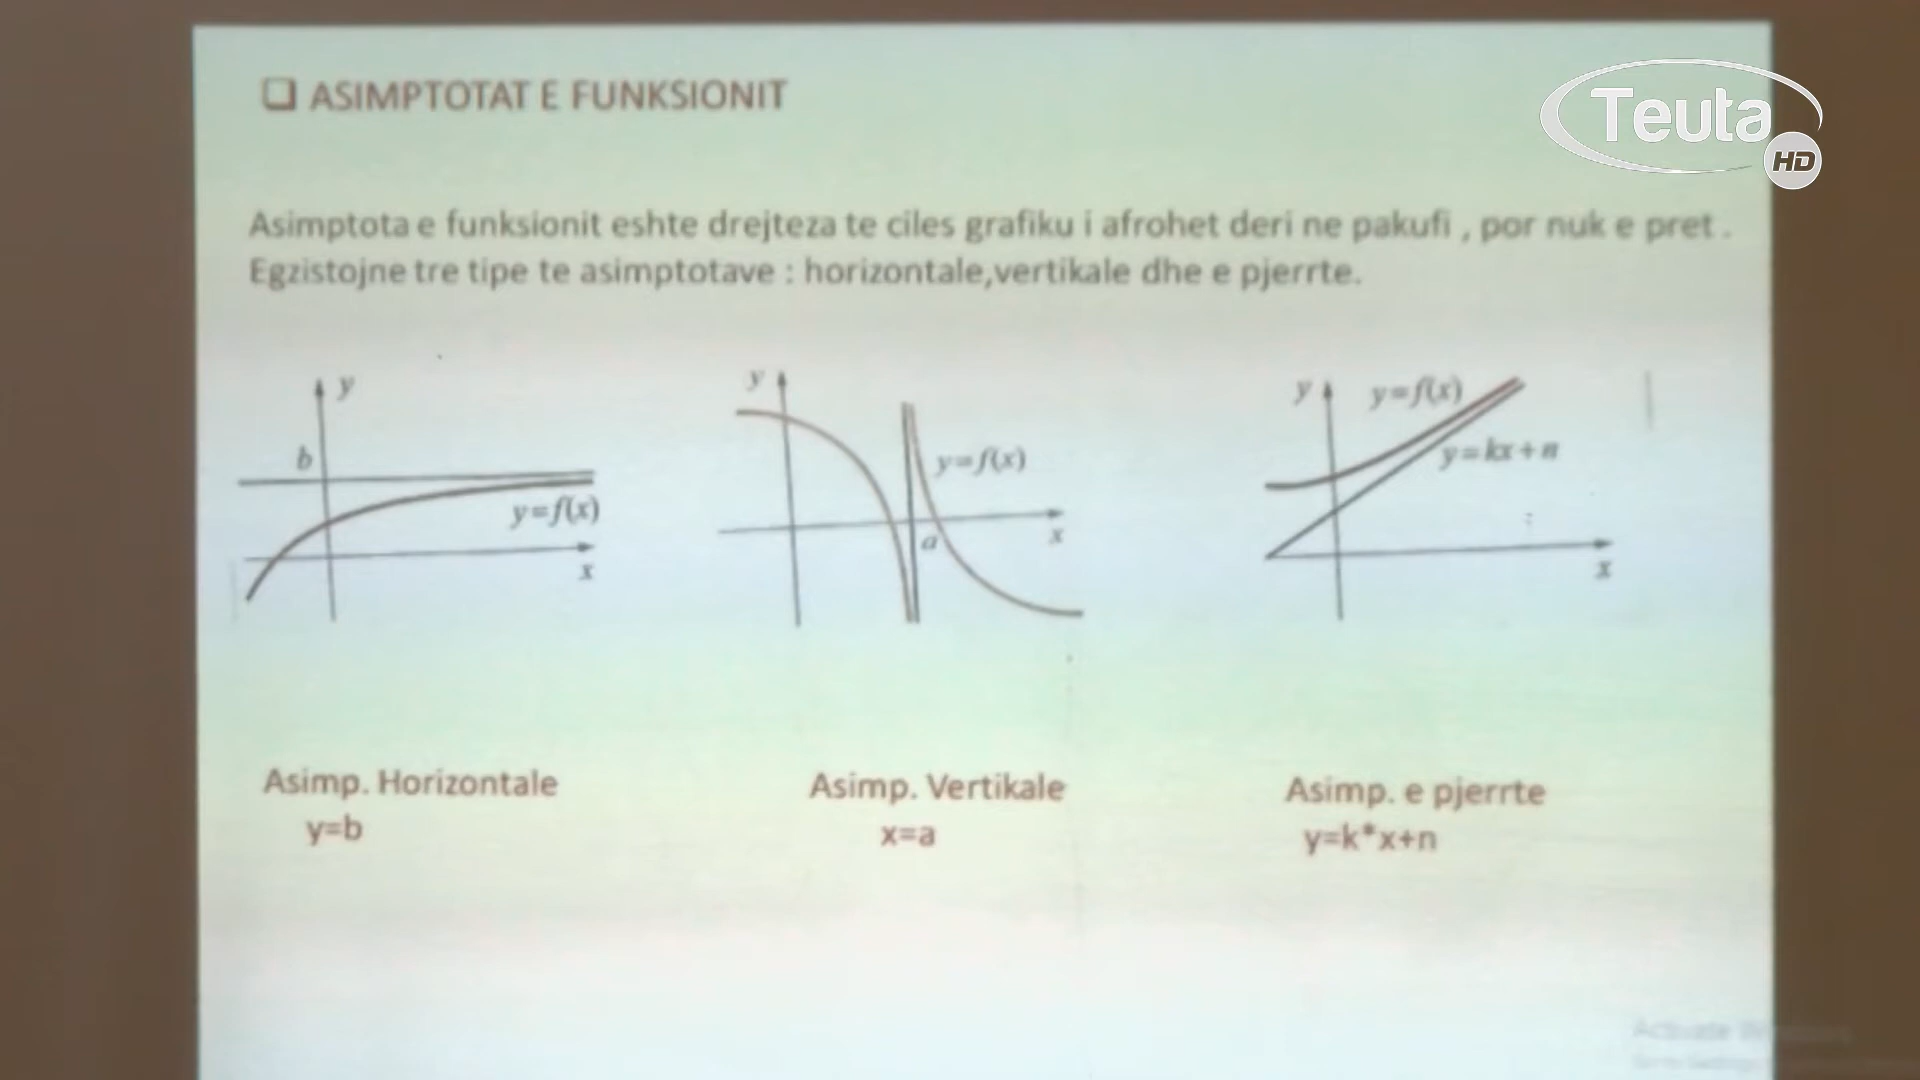 ASIMPTOTAT E FUNKSIONIT
Teuta
HD
Asimptota e funksionit eshte drejteza te ciles grafiku i afrohet deri ne pakufi , por nuk e pret .
Egzistojne tre tipe te asimptotave : horizontale,vertikale dhe e pjerrte.
y
b
y=f(x)
x
y
y=f(x)
a
x
y
y=f(x)
y=kx+n
x
Asimp. Horizontale
y=b
Asimp. Vertikale
x=a
Asimp. e pjerrte
y=k*x+n
Activate